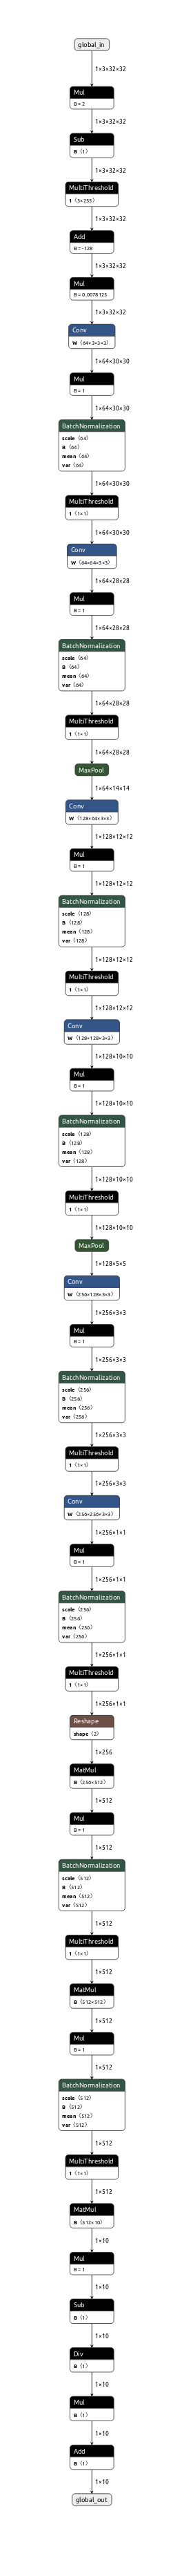 global_in
1×3×32×32
Mul
B = 2
1×3×32×32
Sub
B ⟨1⟩
1×3×32×32
MultiThreshold
1 ⟨3×255⟩
1×3×32×32
Add
B = -128
1×3×32×32
Mul
B = 0.0078125
1×3×32×32
Conv
W ⟨64×3×3×3⟩
1×64×30×30
Mul
B = 1
1×64×30×30
BatchNormalization
scale ⟨64⟩
B ⟨64⟩
mean ⟨64⟩
var ⟨64⟩
1×64×30×30
MultiThreshold
1 ⟨1×1⟩
1×64×30×30
Conv
W ⟨64×64×3×3⟩
1×64×28×28
Mul
B = 1
1×64×28×28
BatchNormalization
scale ⟨64⟩
B ⟨64⟩
mean ⟨64⟩
var ⟨64⟩
1×64×28×28
MultiThreshold
1 ⟨1×1⟩
1×64×28×28
MaxPool
1×64×14×14
Conv
W ⟨128×64×3×3⟩
1×128×12×12
Mul
B = 1
1×128×12×12
BatchNormalization
scale ⟨128⟩
B ⟨128⟩
mean ⟨128⟩
var ⟨128⟩
1×128×12×12
MultiThreshold
1 ⟨1×1⟩
1×128×12×12
Conv
W ⟨128×128×3×3⟩
1×128×10×10
Mul
B = 1
1×128×10×10
BatchNormalization
scale ⟨128⟩
B ⟨128⟩
mean ⟨128⟩
var ⟨128⟩
1×128×10×10
MultiThreshold
1 ⟨1×1⟩
1×128×10×10
MaxPool
1×128×5×5
Conv
W ⟨256×128×3×3⟩
1×256×3×3
Mul
B = 1
1×256×3×3
BatchNormalization
scale ⟨256⟩
B ⟨256⟩
mean ⟨256⟩
var ⟨256⟩
1×256×3×3
MultiThreshold
1 ⟨1×1⟩
1×256×3×3
Conv
W ⟨256×256×3×3⟩
1×256×1×1
Mul
B = 1
1×256×1×1
BatchNormalization
scale ⟨256⟩
B ⟨256⟩
mean ⟨256⟩
var ⟨256⟩
1×256×1×1
MultiThreshold
1 ⟨1×1⟩
1×256×1×1
Reshape
shape ⟨2⟩
1×256
MatMul
B ⟨256×512⟩
1×512
Mul
B = 1
1×512
BatchNormalization
scale ⟨512⟩
B ⟨512⟩
mean ⟨512⟩
var ⟨512⟩
1×512
MultiThreshold
1 ⟨1×1⟩
1×512
MatMul
B ⟨512×512⟩
1×512
Mul
B = 1
1×512
BatchNormalization
scale ⟨512⟩
B ⟨512⟩
mean ⟨512⟩
var ⟨512⟩
1×512
MultiThreshold
1 ⟨1×1⟩
1×512
MatMul
B ⟨512×10⟩
1×10
Mul
B = 1
1×10
Sub
B ⟨1⟩
1×10
Div
B ⟨1⟩
1×10
Mul
B ⟨1⟩
1×10
Add
B ⟨1⟩
1×10
global_out